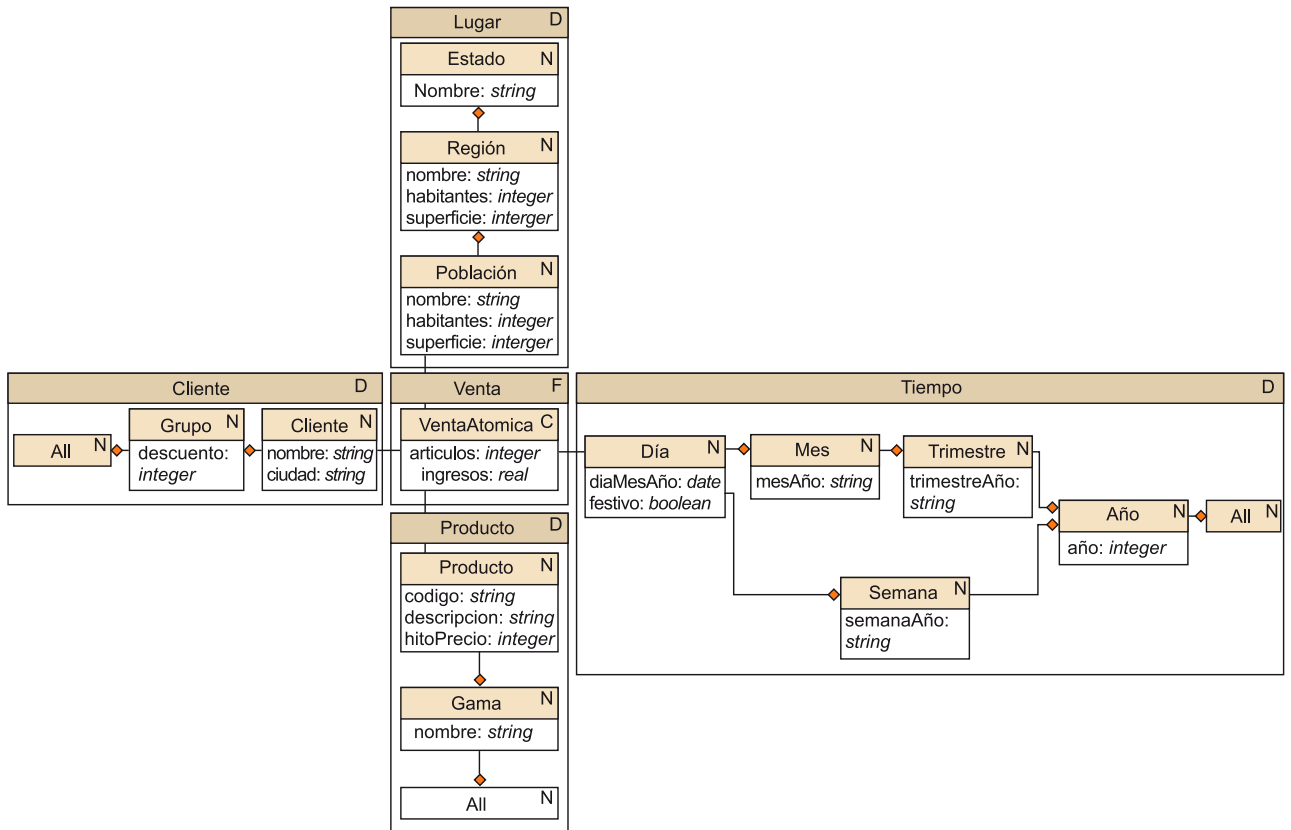 Lugar D
Estado N
Nombre: string
Región N
nombre: string
habitantes: integer
superficie: interger
Población N
nombre: string
habitantes: integer
superficie: interger
Cliente D
All N
Grupo N
descuento:
integer
Cliente N
nombre: string
ciudad: string
Venta F
VentaAtomica C
articulos: integer
ingresos: real
Tiempo D
Día N
diaMesAño: date
festivo: boolean
Mes N
mesAño: string
Trimestre N
trimestreAño:
string
Año N
año: integer
All N
Semana N
semanaAño:
string
Producto D
Producto N
codigo: string
descripcion: string
hitoPrecio: integer
Gama N
nombre: string
All N